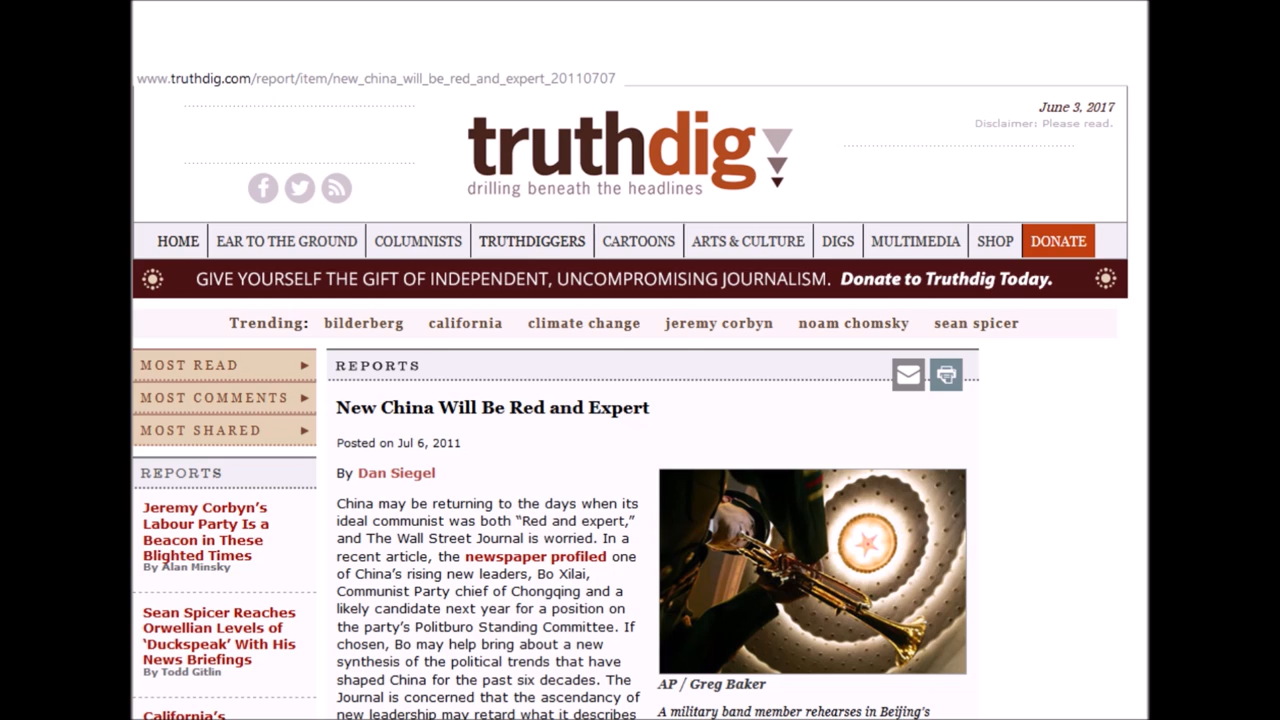 www.truthdig.com/report/item/new_china_will_be_red_and_expert_20110707
June 3, 2017
Disclaimer: Please read.
truthdig
drilling beneath the headlines
HOME EAR TO THE GROUND COLUMNISTS TRUTHDIGGERS CARTOONS ARTS & CULTURE DIGS MULTIMEDIA SHOP DONATE
GIVE YOURSELF THE GIFT OF INDEPENDENT, UNCOMPROMISING JOURNALISM. Donate to Truthdig Today.
Trending: bilderberg california climate change jeremy corbyn noam chomsky sean spicer
MOST READ
MOST COMMENTS
MOST SHARED
REPORTS
Jeremy Corbyn's
Labour Party Is a
Beacon in These
Blighted Times
By Alan Minsky
Sean Spicer Reaches
Orwellian Levels of
‘Duckspeak’ With His
News Briefings
By Todd Gitlin
California's
REPORTS
New China Will Be Red and Expert
Posted on Jul 6, 2011
By Dan Siegel
China may be returning to the days when its
ideal communist was both “Red and expert,”
and The Wall Street Journal is worried. In a
recent article, the newspaper profiled one
of China’s rising new leaders, Bo Xilai,
Communist Party chief of Chongqing and a
likely candidate next year for a position on
the party’s Politburo Standing Committee. If
chosen, Bo may help bring about a new
synthesis of the political trends that have
shaped China for the past six decades. The
Journal is concerned that the ascendancy of
new leadership may retard what it describes
AP / Greg Baker
A military band member rehearses in Beijing’s